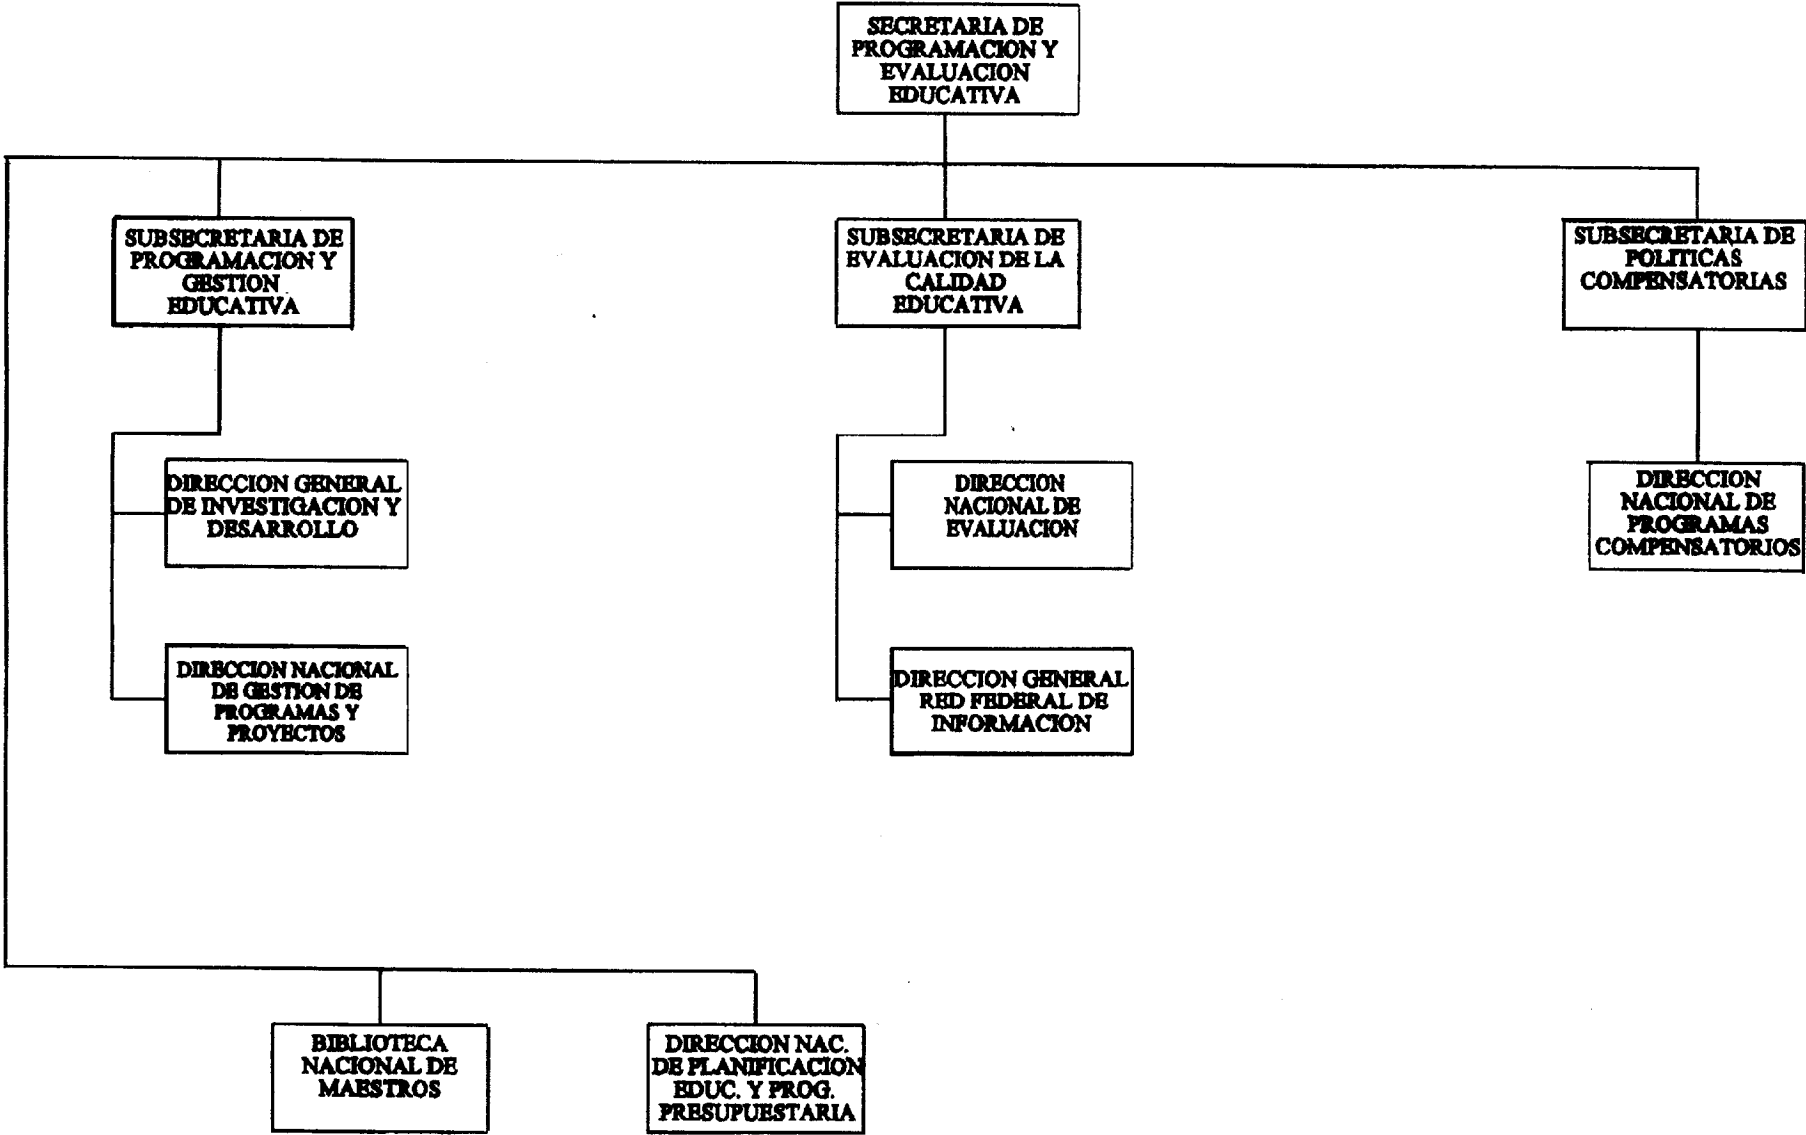 SECRETARIA DE
PROGRAMACION Y
EVALUACION
EDUCATIVA
SUBSECRETARIA DE
PROGRAMACION Y
GESTION
EDUCATIVA
SUBSECRETARIA DE
EVALUACION DE LA
CALIDAD
EDUCATIVA
SUBSECRETARIA DE
POLITICAS
COMPENSATORIAS
DIRECCION GENERAL
DE INVESTIGACION Y
DESARROLLO
DIRECCION
NACIONAL DE
EVALUACION
DIRECCION
NACIONAL DE
PROGRAMAS
COMPENSATORIOS
DIRECCION NACIONAL
DE GESTION DE
PROGRAMAS Y
PROYECTOS
DIRECCION GENERAL
RED FEDERAL DE
INFORMACION
BIBLIOTECA
NACIONAL DE
MAESTROS
DIRECCION NAC.
DE PLANIFICACION
EDUC. Y PROG.
PRESUPUESTARIA